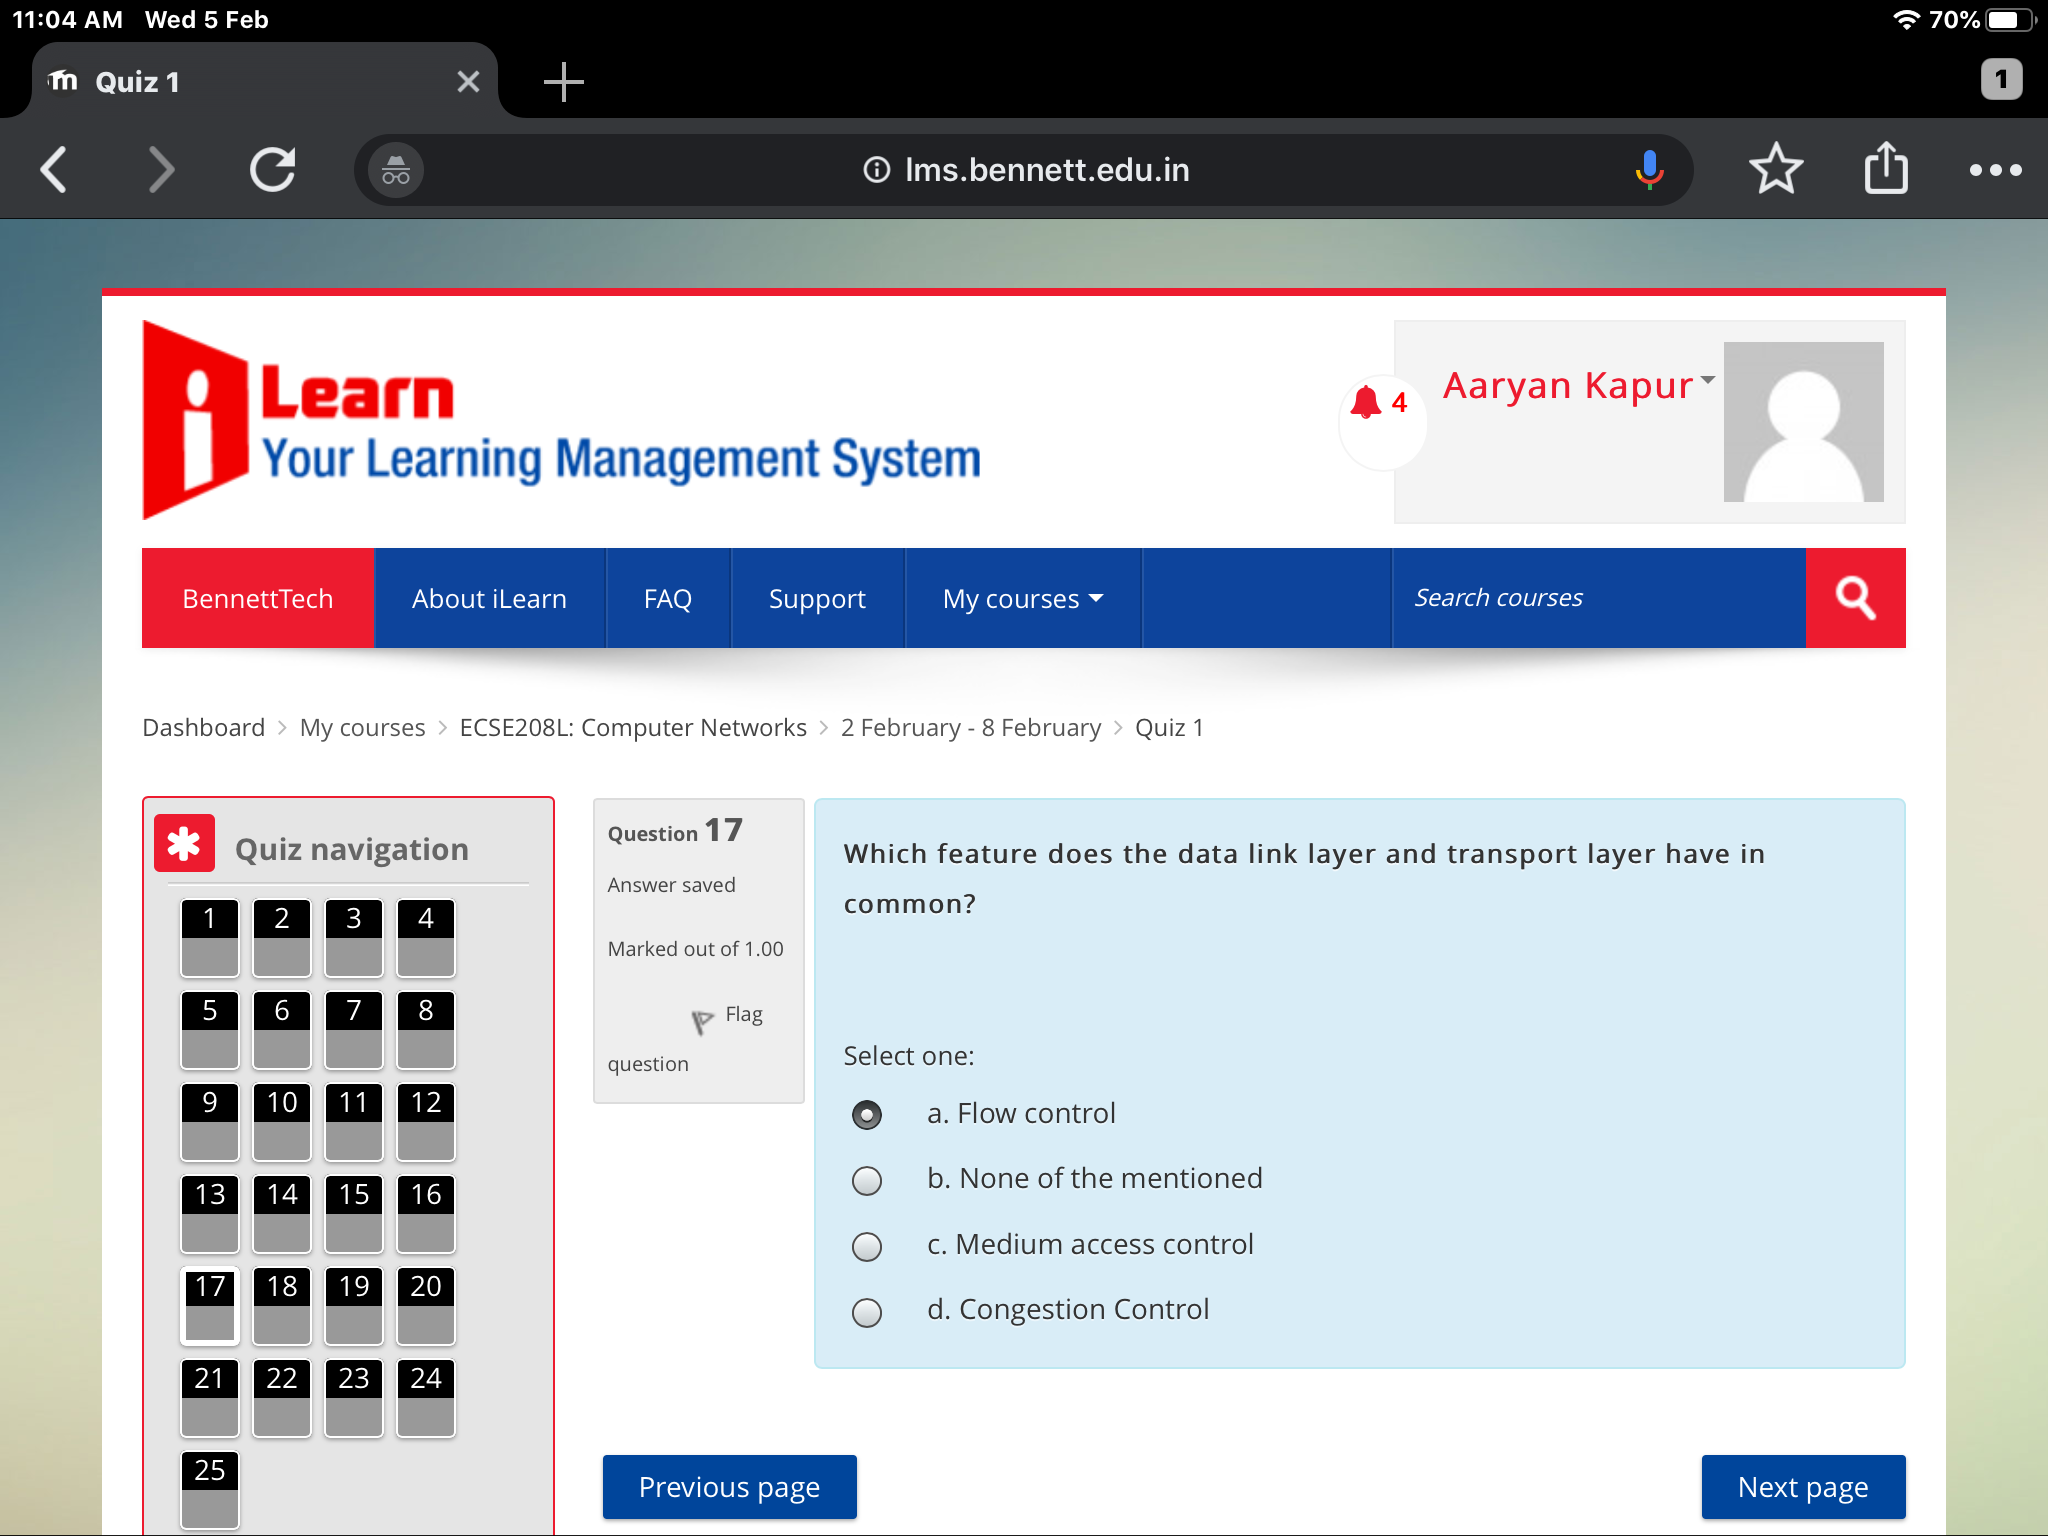 11:04 AM Wed 5 Feb
70%
Quiz 1
1
lms.bennett.edu.in
i Learn
Your Learning Management System
4
Aaryan Kapur
BennettTech
About iLearn
FAQ
Support
My courses
Search courses
Dashboard > My courses > ECSE208L: Computer Networks > 2 February - 8 February > Quiz 1
Quiz navigation
1 2 3 4
5 6 7 8
9 10 11 12
13 14 15 16
17 18 19 20
21 22 23 24
25
Question 17
Answer saved
Marked out of 1.00
Flag
question
Which feature does the data link layer and transport layer have in
common?
Select one:
a. Flow control
b. None of the mentioned
c. Medium access control
d. Congestion Control
Previous page
Next page